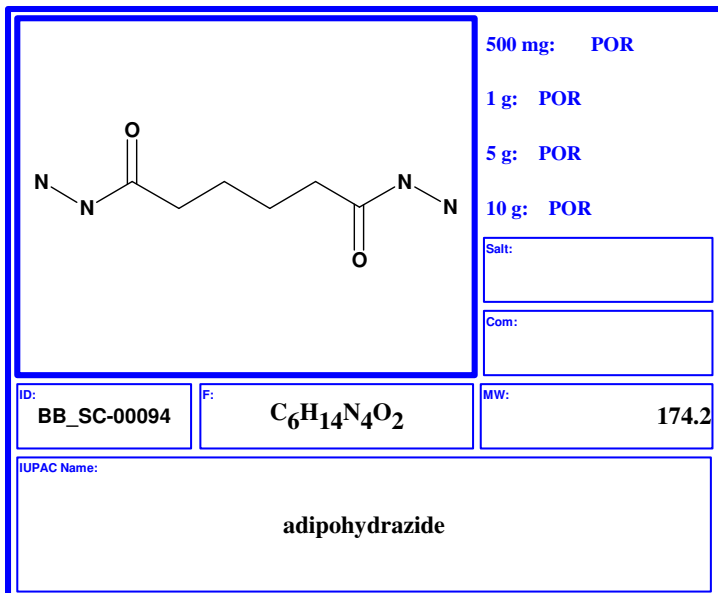 O
N
N
N
N
O
500 mg: POR
1 g: POR
5 g: POR
10 g: POR
Salt:
Com:
ID:
BB_SC-00094
F:
C6H14N4O2
MW:
174.2
IUPAC Name:
adipohydrazide